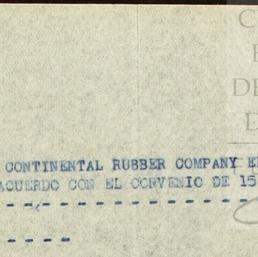 C
DE
D
CONTINENTAL RUBBER COMPANY E
ACUERDO CON EL CONVENIO DE 15
- - - - - - - - - - - - - - - - - -
- - - - -